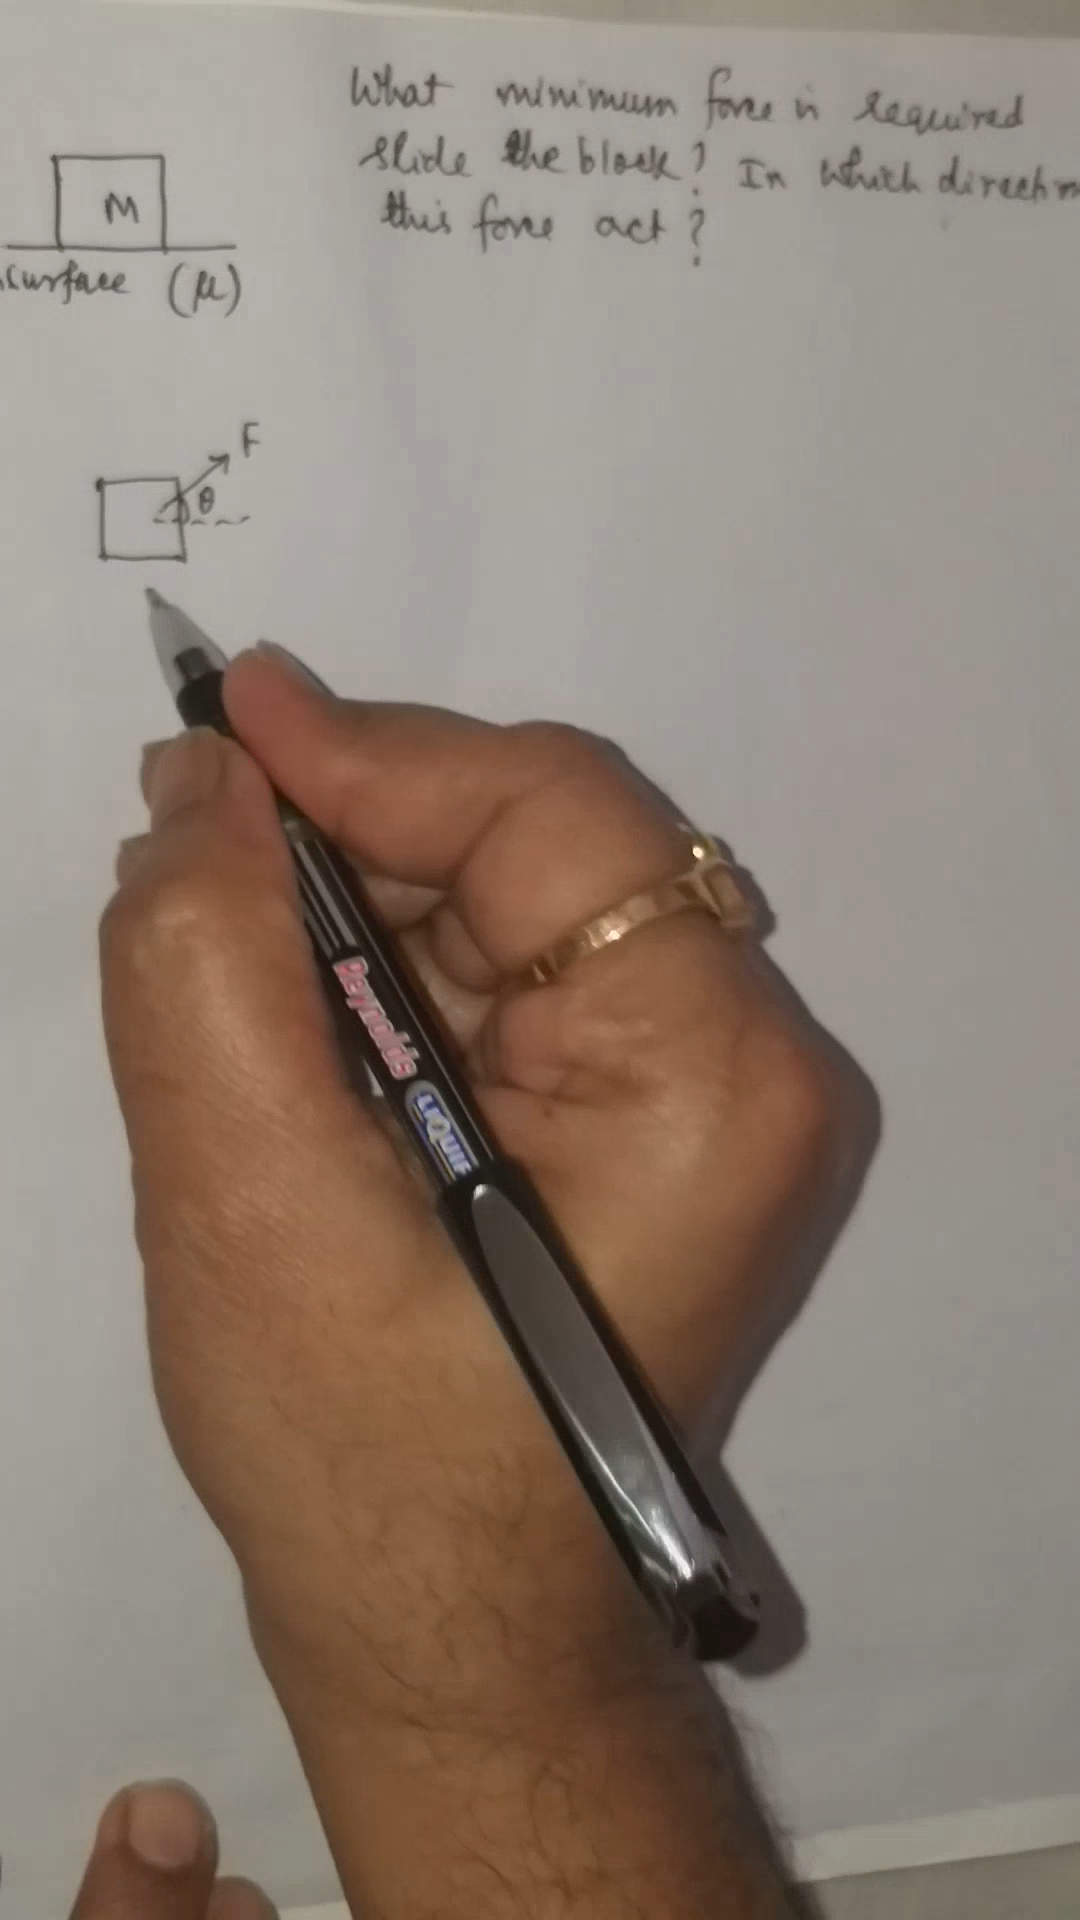 What minimum force is required
slide the block? In which direction
this force act?
M
surface (μ)
F
θ
Reynolds
LIQUIF